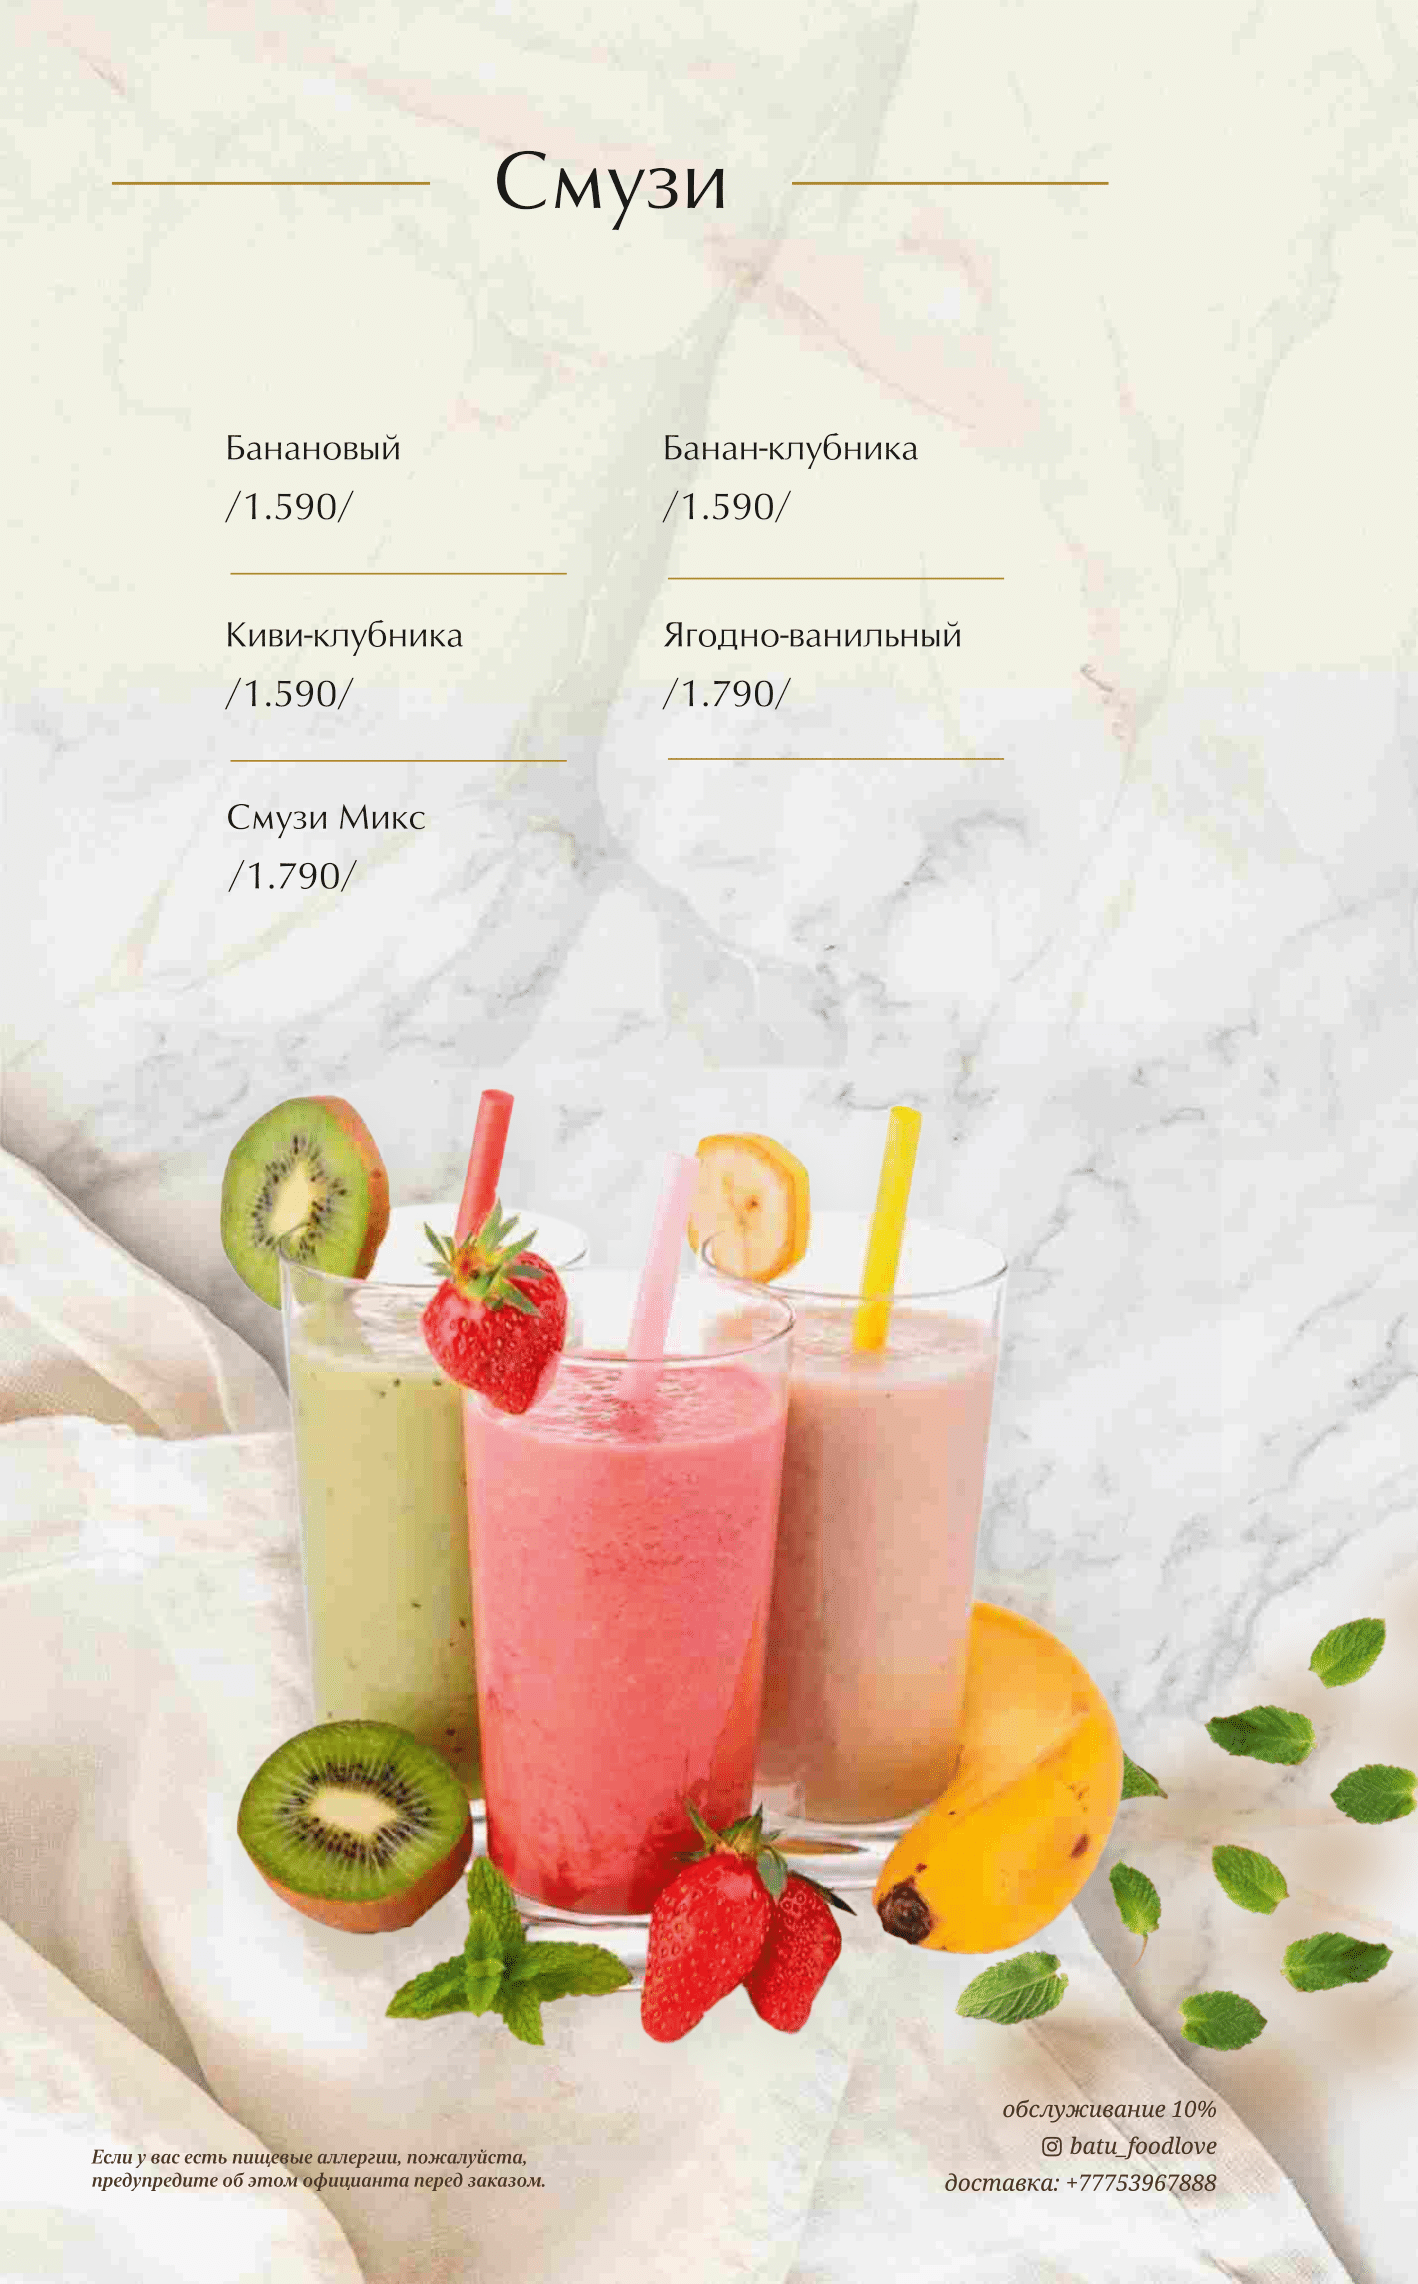 Смузи
Банановый
/1.590/
Банан-клубника
/1.590/
Киви-клубника
/1.590/
Ягодно-ванильный
/1.790/
Смузи Микс
/1.790/
Если у вас есть пищевые аллергии, пожалуйста,
предупредите об этом официанта перед заказом.
обслуживание 10%
batu_foodlove
доставка: +77753967888